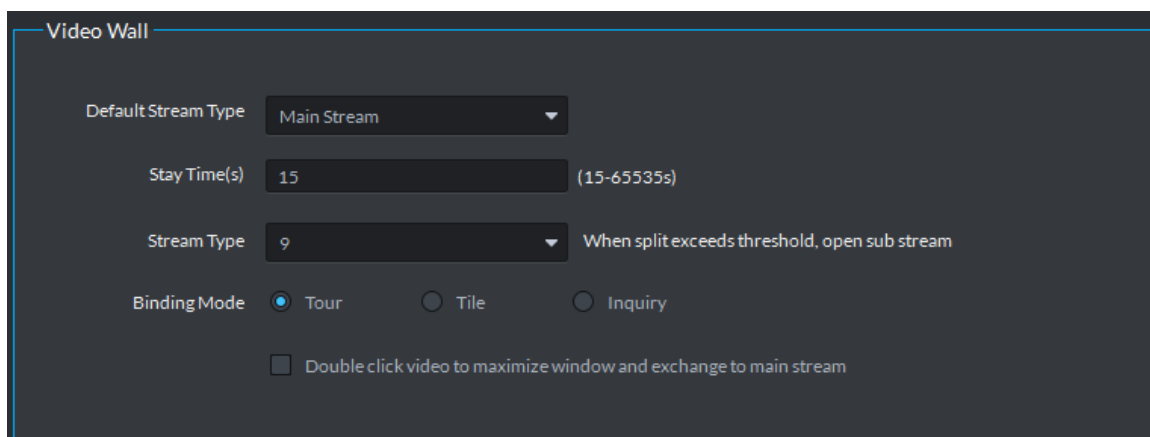 Video Wall
Default Stream Type Main Stream
Stay Time(s) 15 (15-65535s)
Stream Type 9 When split exceeds threshold, open sub stream
Binding Mode Tour Tile Inquiry
Double click video to maximize window and exchange to main stream